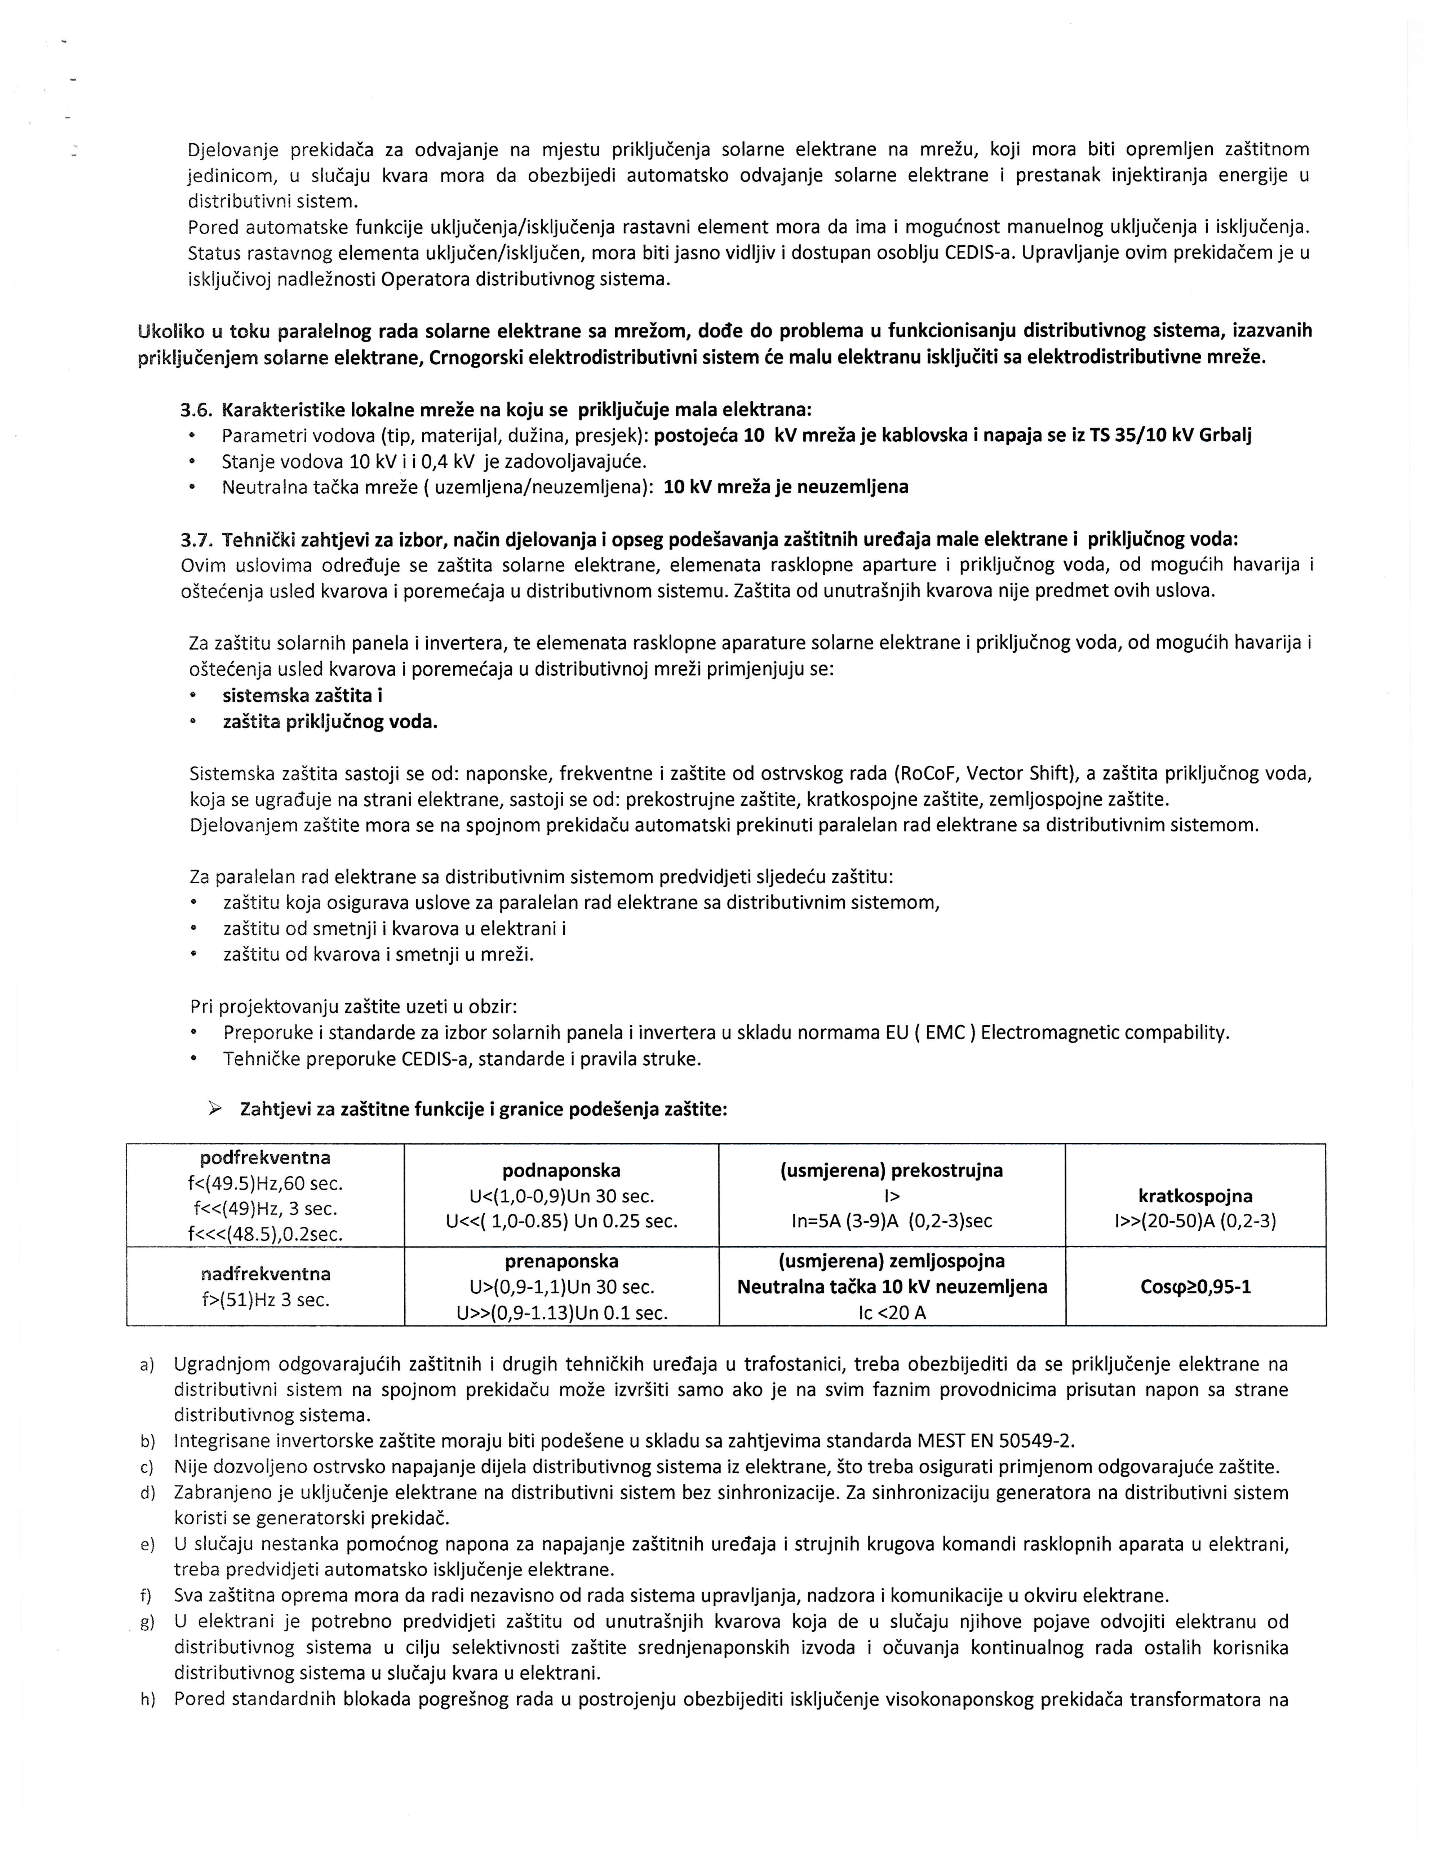 Djelovanje prekidača za odvajanje na mjestu priključenja solarne elektrane na mrežu, koji mora biti opremljen zaštitnom
jedinicom, u slučaju kvara mora da obezbijedi automatsko odvajanje solarne elektrane i prestanak injektiranja energije u
distributivni sistem.
Pored automatske funkcije uključenja/isključenja rastavni element mora da ima i mogućnost manuelnog uključenja i isključenja.
Status rastavnog elementa uključen/isključen, mora biti jasno vidljiv i dostupan osoblju CEDIS-a. Upravljanje ovim prekidačem je u
isključivoj nadležnosti Operatora distributivnog sistema.
Ukoliko u toku paralelnog rada solarne elektrane sa mrežom, dođe do problema u funkcionisanju distributivnog sistema, izazvanih
priključenjem solarne elektrane, Crnogorski elektrodistributivni sistem će malu elektranu isključiti sa elektrodistributivne mreže.
3.6. Karakteristike lokalne mreže na koju se priključuje mala elektrana:
• Parametri vodova (tip, materijal, dužina, presjek): postojeća 10 kV mreža je kablovska i napaja se iz TS 35/10 kV Grbalj
• Stanje vodova 10 kV i i 0,4 kV je zadovoljavajuće.
• Neutralna tačka mreže ( uzemljena/neuzemljena): 10 kV mreža je neuzemljena
3.7. Tehnički zahtjevi za izbor, način djelovanja i opseg podešavanja zaštitnih uređaja male elektrane i priključnog voda:
Ovim uslovima određuje se zaštita solarne elektrane, elemenata rasklopne aparture i priključnog voda, od mogućih havarija i
oštećenja usled kvarova i poremećaja u distributivnom sistemu. Zaštita od unutrašnjih kvarova nije predmet ovih uslova.
Za zaštitu solarnih panela i invertera, te elemenata rasklopne aparature solarne elektrane i priključnog voda, od mogućih havarija i
oštećenja usled kvarova i poremećaja u distributivnoj mreži primjenjuju se:
• sistemska zaštita i
• zaštita priključnog voda.
Sistemska zaštita sastoji se od: naponske, frekventne i zaštite od ostrvskog rada (RoCoF, Vector Shift), a zaštita priključnog voda,
koja se ugrađuje na strani elektrane, sastoji se od: prekostrujne zaštite, kratkospojne zaštite, zemljospojne zaštite.
Djelovanjem zaštite mora se na spojnom prekidaču automatski prekinuti paralelan rad elektrane sa distributivnim sistemom.
Za paralelan rad elektrane sa distributivnim sistemom predvidjeti sljedeću zaštitu:
• zaštitu koja osigurava uslove za paralelan rad elektrane sa distributivnim sistemom,
• zaštitu od smetnji i kvarova u elektrani i
• zaštitu od kvarova i smetnji u mreži.
Pri projektovanju zaštite uzeti u obzir:
• Preporuke i standarde za izbor solarnih panela i invertera u skladu normama EU ( EMC ) Electromagnetic compability.
• Tehničke preporuke CEDIS-a, standarde i pravila struke.
➢ Zahtjevi za zaštitne funkcije i granice podešenja zaštite:
podfrekventna
f<(49.5)Hz,60 sec.
f<<(49)Hz, 3 sec.
f<<<(48.5),0.2sec.
podnaponska
U<(1,0-0,9)Un 30 sec.
U<<( 1,0-0.85) Un 0.25 sec.
(usmjerena) prekostrujna
I>
In=5A (3-9)A (0,2-3)sec
kratkospojna
I>>(20-50)A (0,2-3)
nadfrekventna
f>(51)Hz 3 sec.
prenaponska
U>(0,9-1,1)Un 30 sec.
U>>(0,9-1.13)Un 0.1 sec.
(usmjerena) zemljospojna
Neutralna tačka 10 kV neuzemljena
Ic <20 A
Cosφ≥0,95-1
a) Ugradnjom odgovarajućih zaštitnih i drugih tehničkih uređaja u trafostanici, treba obezbijediti da se priključenje elektrane na
distributivni sistem na spojnom prekidaču može izvršiti samo ako je na svim faznim provodnicima prisutan napon sa strane
distributivnog sistema.
b) Integrisane invertorske zaštite moraju biti podešene u skladu sa zahtjevima standarda MEST EN 50549-2.
c) Nije dozvoljeno ostrvsko napajanje dijela distributivnog sistema iz elektrane, što treba osigurati primjenom odgovarajuće zaštite.
d) Zabranjeno je uključenje elektrane na distributivni sistem bez sinhronizacije. Za sinhronizaciju generatora na distributivni sistem
koristi se generatorski prekidač.
e) U slučaju nestanka pomoćnog napona za napajanje zaštitnih uređaja i strujnih krugova komandi rasklopnih aparata u elektrani,
treba predvidjeti automatsko isključenje elektrane.
f) Sva zaštitna oprema mora da radi nezavisno od rada sistema upravljanja, nadzora i komunikacije u okviru elektrane.
g) U elektrani je potrebno predvidjeti zaštitu od unutrašnjih kvarova koja de u slučaju njihove pojave odvojiti elektranu od
distributivnog sistema u cilju selektivnosti zaštite srednjenaponskih izvoda i očuvanja kontinualnog rada ostalih korisnika
distributivnog sistema u slučaju kvara u elektrani.
h) Pored standardnih blokada pogrešnog rada u postrojenju obezbijediti isključenje visokonaponskog prekidača transformatora na